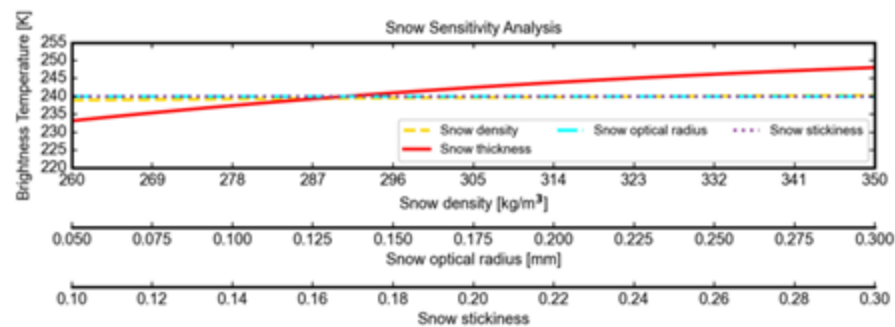 Snow Sensitivity Analysis
Brightness Temperature [K]
255
250
245
240
235
230
225
220
Snow density Snow optical radius Snow stickiness
Snow thickness
260 269 278 287 296 305 314 323 332 341 350
Snow density [kg/m³]
0.050 0.075 0.100 0.125 0.150 0.175 0.200 0.225 0.250 0.275 0.300
Snow optical radius [mm]
0.10 0.12 0.14 0.16 0.18 0.20 0.22 0.24 0.26 0.28 0.30
Snow stickiness